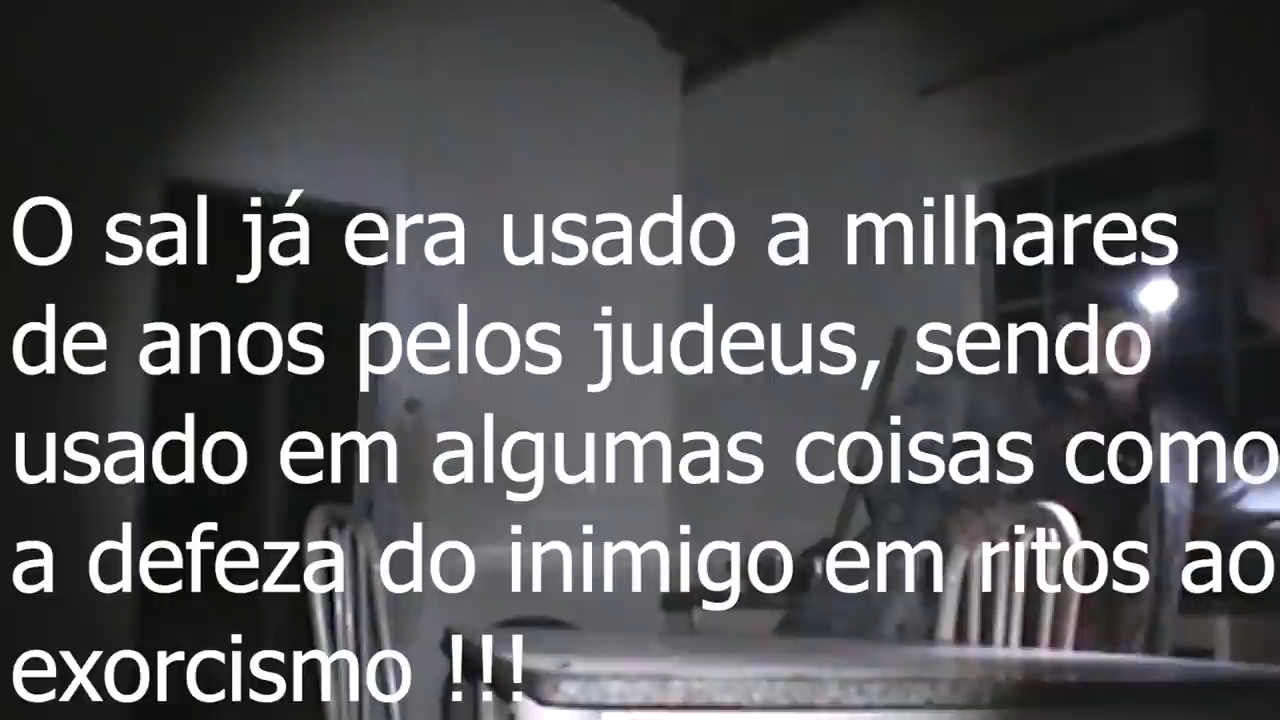 O sal já era usado a milhares
de anos pelos judeus, sendo
usado em algumas coisas como
a defeza do inimigo em ritos ao
exorcismo !!!